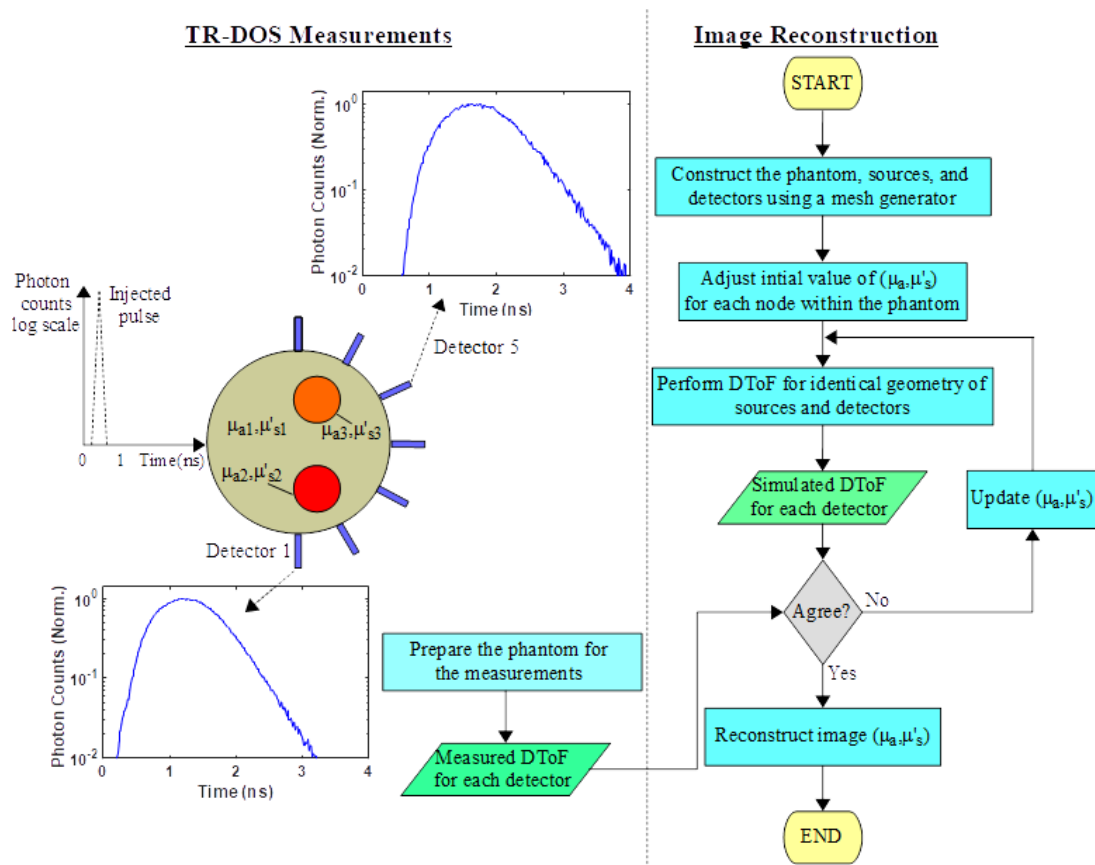 TR-DOS Measurements
Photon Counts (Norm.)
10^0
10^-1
10^-2
0
1
2
3
4
Time (ns)
Photon
counts
log scale
Injected
pulse
0
1
Time(ns)
Detector 5
μa1,μ's1
μa3,μ's3
μa2,μ's2
Detector 1
Photon Counts (Norm.)
10^0
10^-1
10^-2
0
1
2
3
4
Time (ns)
Prepare the phantom for
the measurements
Measured DToF
for each detector
Image Reconstruction
START
Construct the phantom, sources, and
detectors using a mesh generator
Adjust intial value of (μa,μ's)
for each node within the phantom
Perform DToF for identical geometry of
sources and detectors
Simulated DToF
for each detector
Update (μa,μ's)
Agree?
No
Yes
Reconstruct image (μa,μ's)
END